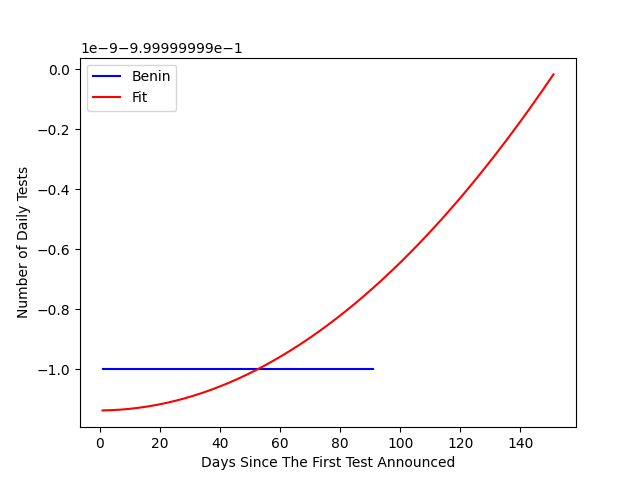 1e−9−9.99999999e−1
Benin
Fit
0.0
−0.2
−0.4
−0.6
−0.8
−1.0
Number of Daily Tests
0 20 40 60 80 100 120 140
Days Since The First Test Announced